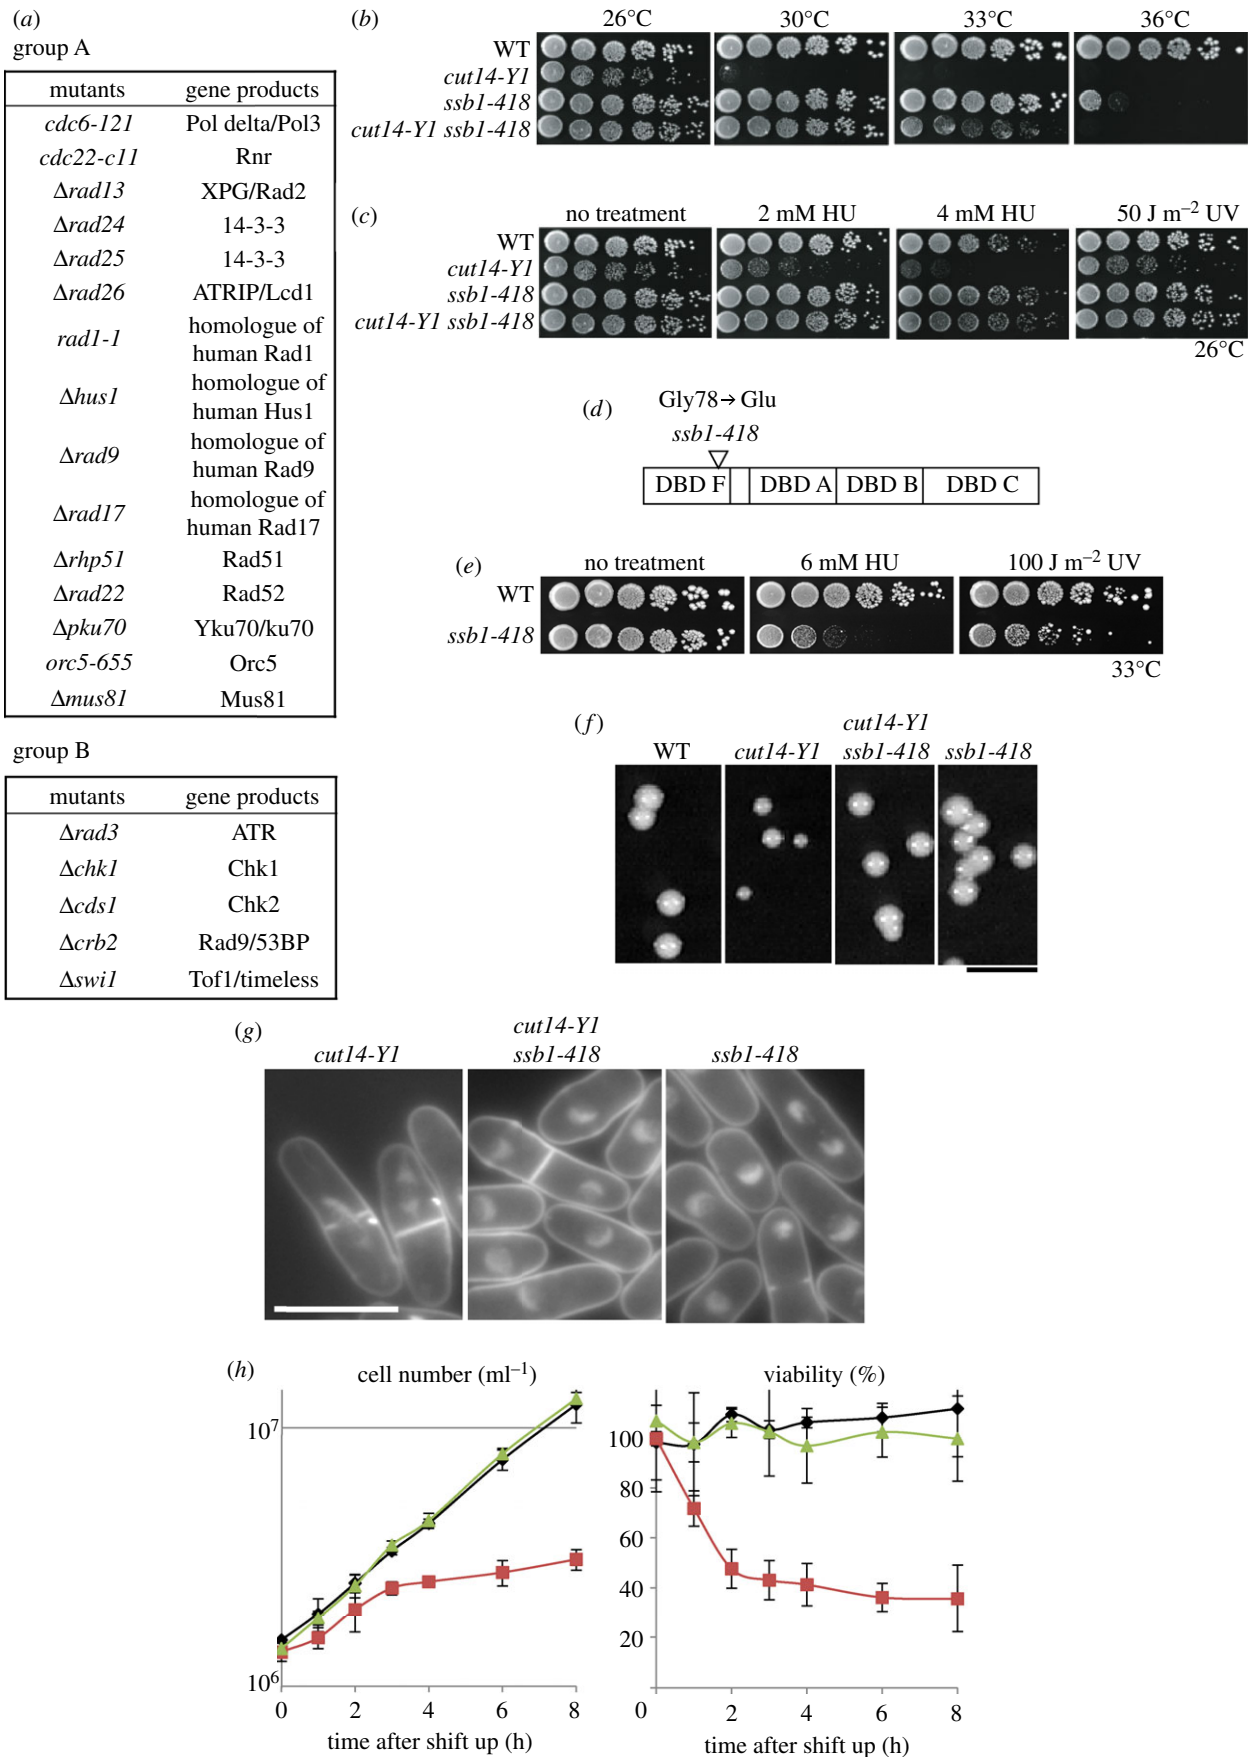 (a)
group A
mutants gene products
cdc6-121 Pol delta/Pol3
cdc22-c11 Rnr
Δrad13 XPG/Rad2
Δrad24 14-3-3
Δrad25 14-3-3
Δrad26 ATRIP/Lcd1
rad1-1 homologue of
human Rad1
Δhus1 homologue of
human Hus1
Δrad9 homologue of
human Rad9
Δrad17 homologue of
human Rad17
Δrhp51 Rad51
Δrad22 Rad52
Δpku70 Yku70/ku70
orc5-655 Orc5
Δmus81 Mus81
group B
mutants gene products
Δrad3 ATR
Δchk1 Chk1
Δcds1 Chk2
Δcrb2 Rad9/53BP
Δswi1 Tof1/timeless
(b) 26°C 30°C 33°C 36°C
WT
cut14-Y1
ssb1-418
cut14-Y1 ssb1-418
(c) no treatment 2 mM HU 4 mM HU 50 J m⁻² UV
WT
cut14-Y1
ssb1-418
cut14-Y1 ssb1-418
26°C
(d) Gly78→Glu
ssb1-418
DBD F DBD A DBD B DBD C
(e) no treatment 6 mM HU 100 J m⁻² UV
WT
ssb1-418
33°C
(f) cut14-Y1
WT cut14-Y1 ssb1-418 ssb1-418
(g) cut14-Y1
cut14-Y1 ssb1-418 ssb1-418
(h) cell number (ml⁻¹) viability (%)
10⁷
10⁶
0 2 4 6 8
time after shift up (h)
100
80
60
40
20
0 2 4 6 8
time after shift up (h)